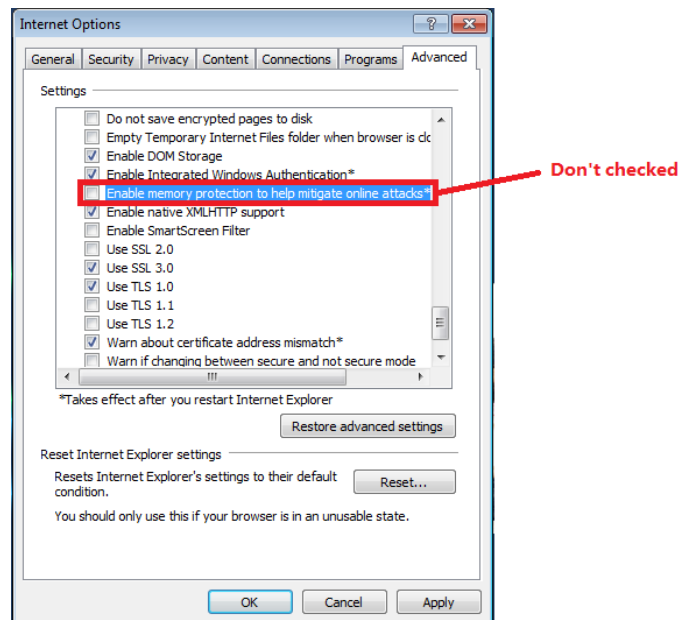 Internet Options
General Security Privacy Content Connections Programs Advanced
Settings
Do not save encrypted pages to disk
Empty Temporary Internet Files folder when browser is clo
Enable DOM Storage
Enable Integrated Windows Authentication*
Enable memory protection to help mitigate online attacks*
Don't checked
Enable native XMLHTTP support
Enable SmartScreen Filter
Use SSL 2.0
Use SSL 3.0
Use TLS 1.0
Use TLS 1.1
Use TLS 1.2
Warn about certificate address mismatch*
Warn if changing between secure and not secure mode
*Takes effect after you restart Internet Explorer
Restore advanced settings
Reset Internet Explorer settings
Resets Internet Explorer's settings to their default
condition.
Reset...
You should only use this if your browser is in an unusable state.
OK Cancel Apply